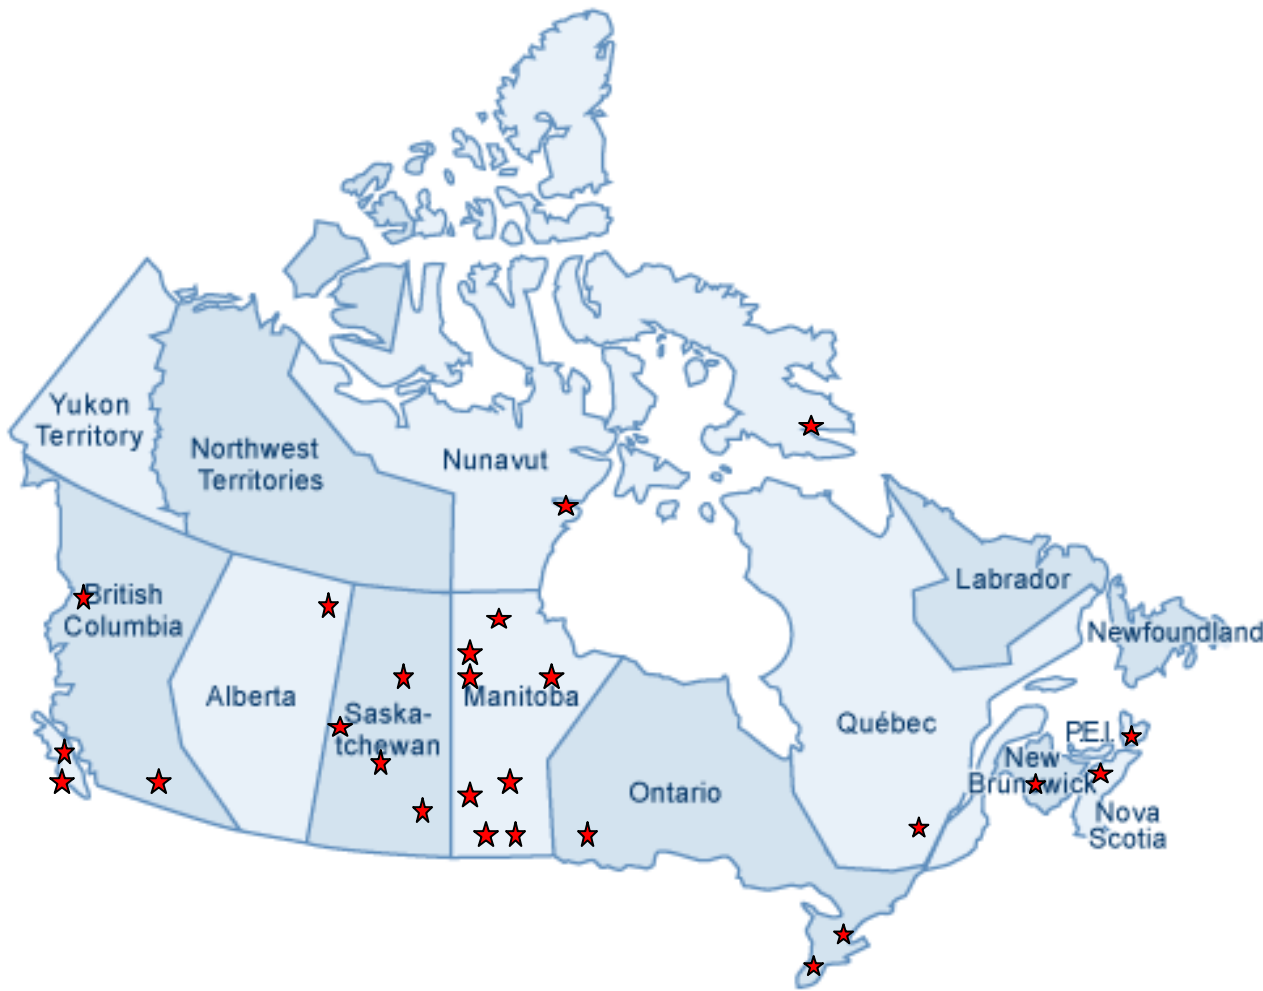 Yukon
Territory
Northwest
Territories
Nunavut
British
Columbia
Alberta
Saska-
tchewan
Manitoba
Ontario
Québec
Labrador
Newfoundland
P.E.I.
New
Brunswick
Nova
Scotia